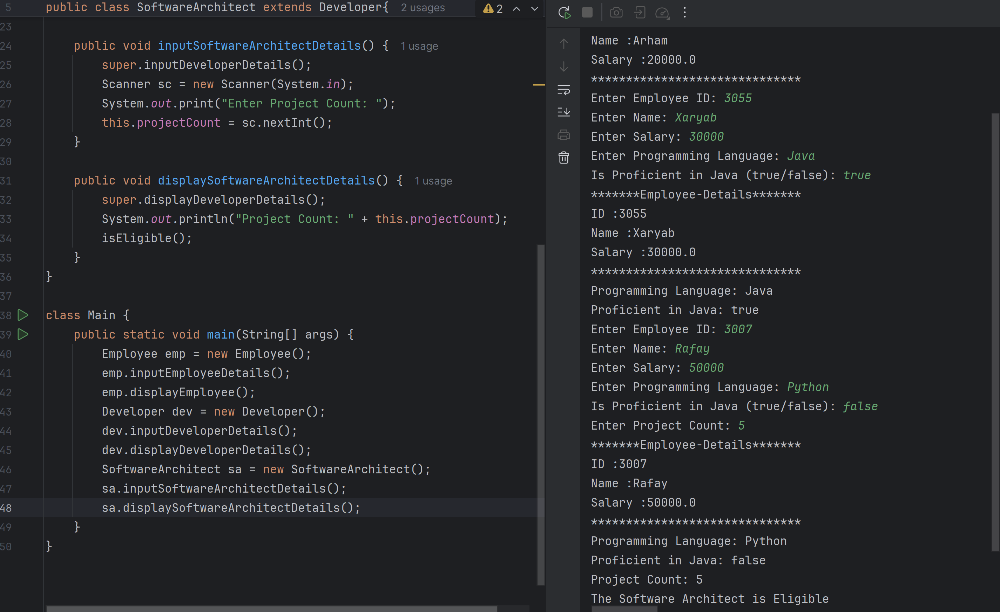 5 public class SoftwareArchitect extends Developer{ 2 usages
2
23
24 public void inputSoftwareArchitectDetails() { 1 usage
25 super.inputDeveloperDetails();
26 Scanner sc = new Scanner(System.in);
27 System.out.print("Enter Project Count: ");
28 this.projectCount = sc.nextInt();
29 }
30
31 public void displaySoftwareArchitectDetails() { 1 usage
32 super.displayDeveloperDetails();
33 System.out.println("Project Count: " + this.projectCount);
34 isEligible();
35 }
36 }
37
38 class Main {
39 public static void main(String[] args) {
40 Employee emp = new Employee();
41 emp.inputEmployeeDetails();
42 emp.displayEmployee();
43 Developer dev = new Developer();
44 dev.inputDeveloperDetails();
45 dev.displayDeveloperDetails();
46 SoftwareArchitect sa = new SoftwareArchitect();
47 sa.inputSoftwareArchitectDetails();
48 sa.displaySoftwareArchitectDetails();
49 }
50 }
Name :Arham
Salary :20000.0
******************************
Enter Employee ID: 3055
Enter Name: Xaryab
Enter Salary: 30000
Enter Programming Language: Java
Is Proficient in Java (true/false): true
*******Employee-Details*******
ID :3055
Name :Xaryab
Salary :30000.0
******************************
Programming Language: Java
Proficient in Java: true
Enter Employee ID: 3007
Enter Name: Rafay
Enter Salary: 50000
Enter Programming Language: Python
Is Proficient in Java (true/false): false
Enter Project Count: 5
*******Employee-Details*******
ID :3007
Name :Rafay
Salary :50000.0
******************************
Programming Language: Python
Proficient in Java: false
Project Count: 5
The Software Architect is Eligible